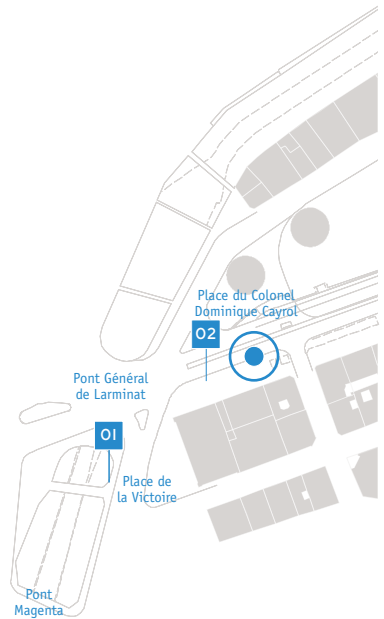 Place du Colonel
Dominique Cayrol
O2
Pont Général
de Larminat
O1
Place de
la Victoire
Pont
Magenta